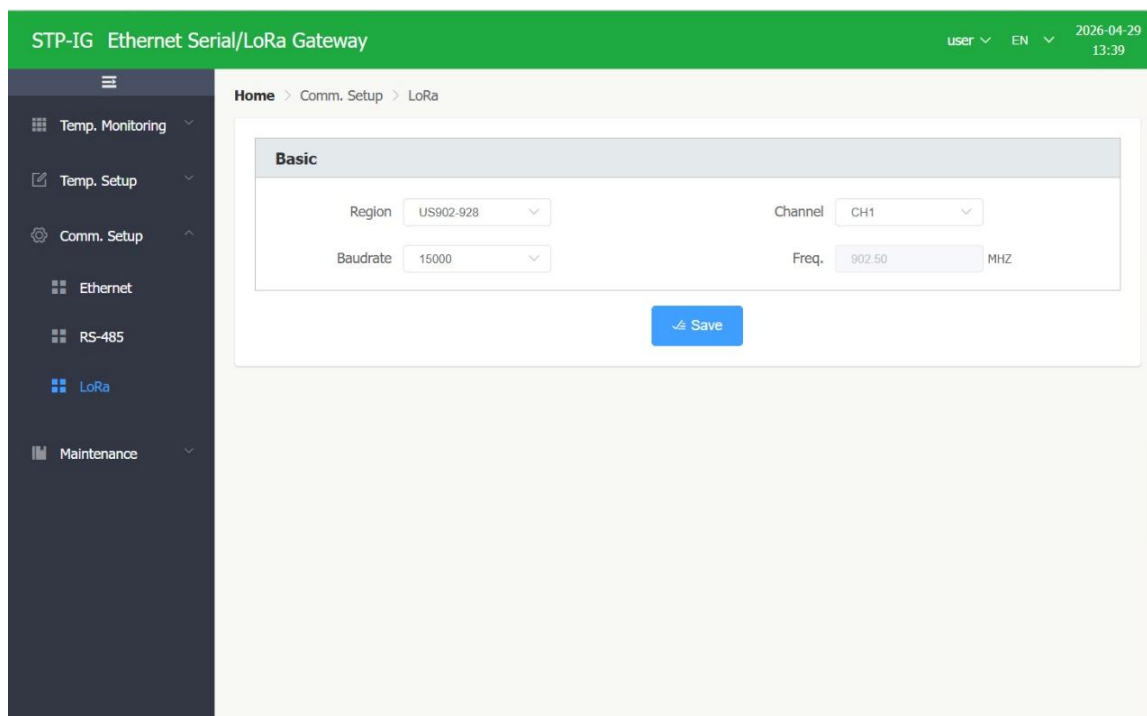 STP-IG Ethernet Serial/LoRa Gateway
user EN 2026-04-29
13:39
Home > Comm. Setup > LoRa
Temp. Monitoring
Temp. Setup
Comm. Setup
Ethernet
RS-485
LoRa
Maintenance
Basic
Region US902-928 Channel CH1
Baudrate 15000 Freq. 902.50 MHZ
Save